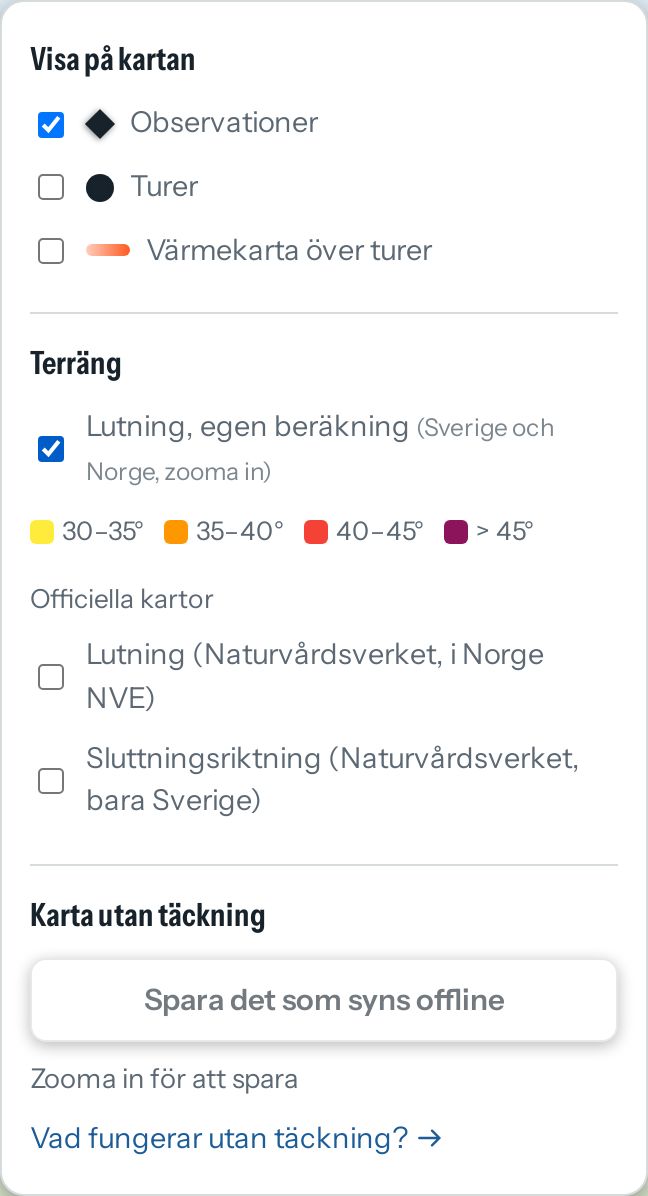 Visa på kartan
Observationer
Turer
Värmekarta över turer
Terräng
Lutning, egen beräkning (Sverige och
Norge, zooma in)
30–35° 35–40° 40–45° > 45°
Officiella kartor
Lutning (Naturvårdsverket, i Norge
NVE)
Sluttningsriktning (Naturvårdsverket,
bara Sverige)
Karta utan täckning
Spara det som syns offline
Zooma in för att spara
Vad fungerar utan täckning? →